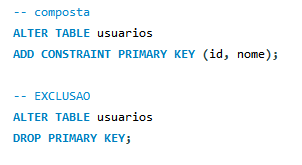 -- composta
ALTER TABLE usuarios
ADD CONSTRAINT PRIMARY KEY (id, nome);
-- EXCLUSAO
ALTER TABLE usuarios
DROP PRIMARY KEY;